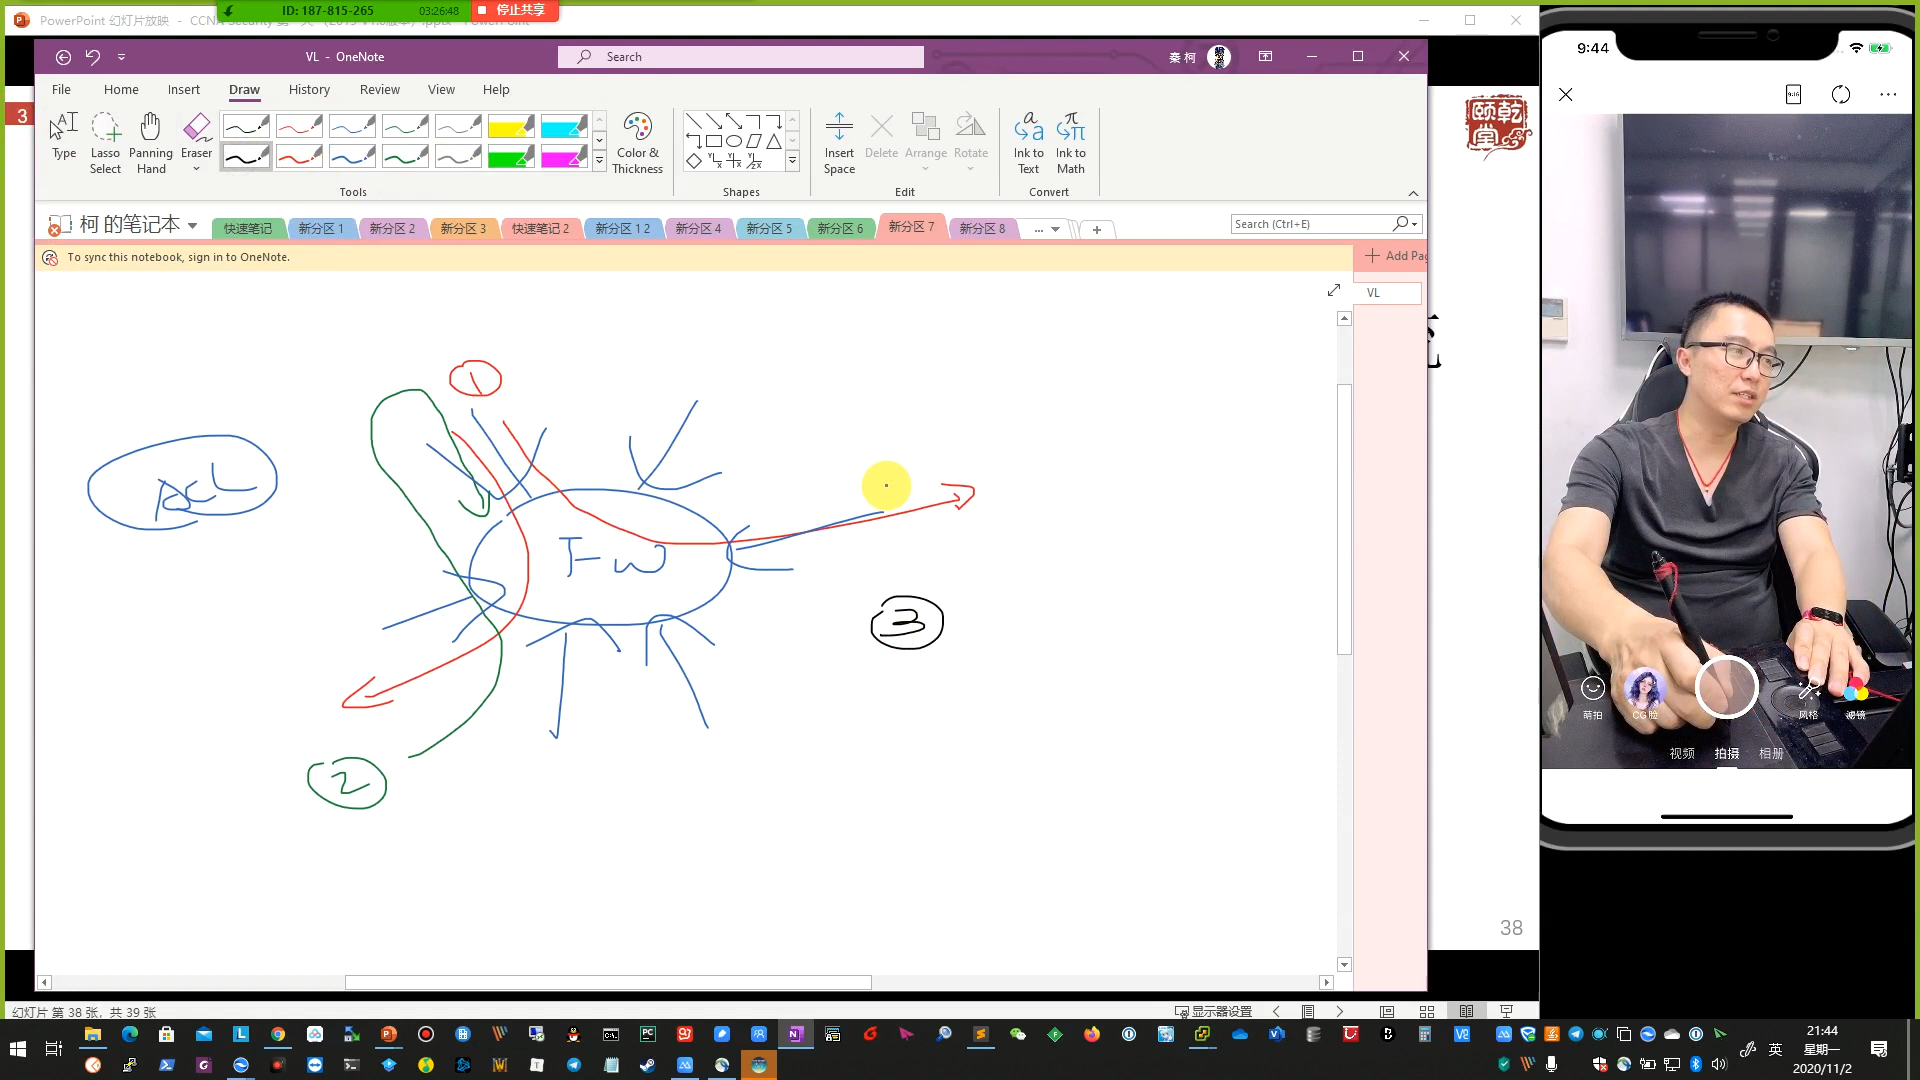 PowerPoint 幻灯片放映 - CCNA Security
ID: 187-815-265
03:26:48
停止共享
VL - OneNote
Search
秦 柯
File Home Insert Draw History Review View Help
Type
Lasso Select
Panning Hand
Eraser
Color & Thickness
Insert Space
Delete
Arrange
Rotate
Ink to Text
Ink to Math
Tools
Shapes
Edit
Convert
柯 的笔记本
快速笔记 新分区 1 新分区 2 新分区 3 快速笔记 2 新分区 1 2 新分区 4 新分区 5 新分区 6 新分区 7 新分区 8 ...
Search (Ctrl+E)
To sync this notebook, sign in to OneNote.
Add Pag
VL
3
1
ACL
FW
3
2
38
幻灯片 第 38 张, 共 39 张
显示器设置
9:44
颐乾堂
萌拍
CG脸
风格
滤镜
视频 拍摄 相册
英
21:44
星期一
2020/11/2